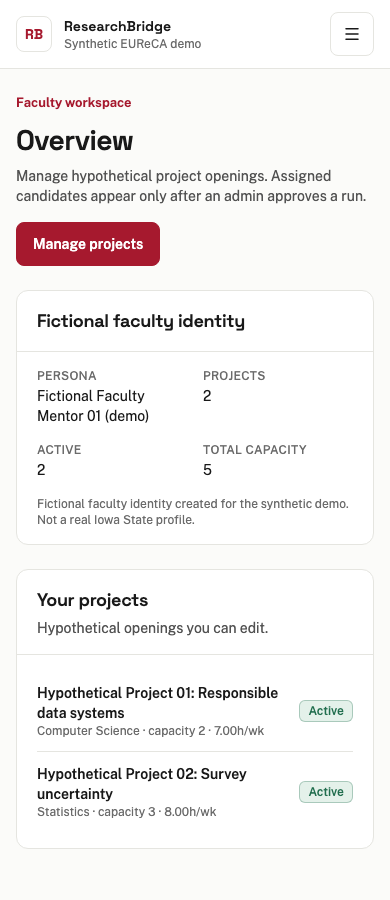 RB
ResearchBridge
Synthetic EUReCA demo
Faculty workspace
Overview
Manage hypothetical project openings. Assigned
candidates appear only after an admin approves a run.
Manage projects
Fictional faculty identity
PERSONA
Fictional Faculty
Mentor 01 (demo)
PROJECTS
2
ACTIVE
2
TOTAL CAPACITY
5
Fictional faculty identity created for the synthetic demo.
Not a real Iowa State profile.
Your projects
Hypothetical openings you can edit.
Hypothetical Project 01: Responsible
data systems
Computer Science · capacity 2 · 7.00h/wk
Active
Hypothetical Project 02: Survey
uncertainty
Statistics · capacity 3 · 8.00h/wk
Active